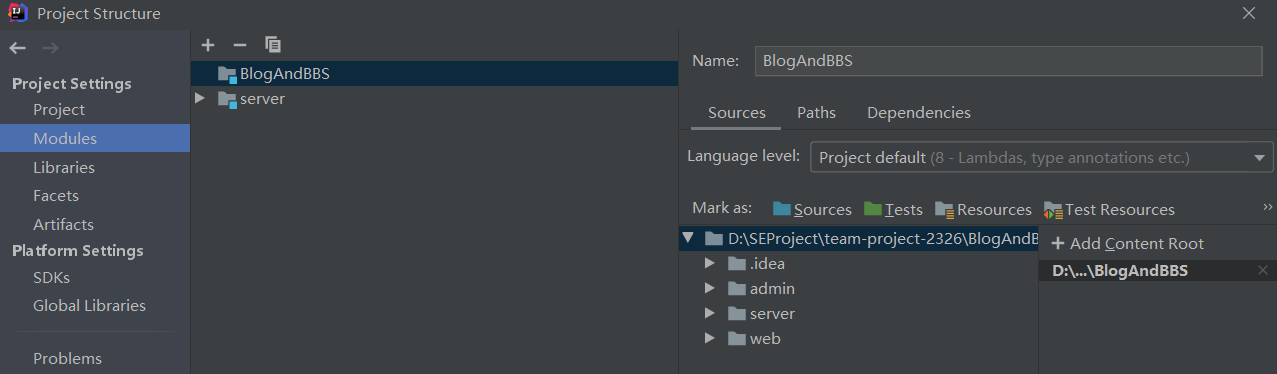 Project Structure
Project Settings
Project
Modules
Libraries
Facets
Artifacts
Platform Settings
SDKs
Global Libraries
Problems
BlogAndBBS
server
Name: BlogAndBBS
Sources Paths Dependencies
Language level: Project default (8 - Lambdas, type annotations etc.)
Mark as: Sources Tests Resources Test Resources »
D:\SEProject\team-project-2326\BlogAndB
.idea
admin
server
web
+ Add Content Root
D:\...\BlogAndBBS